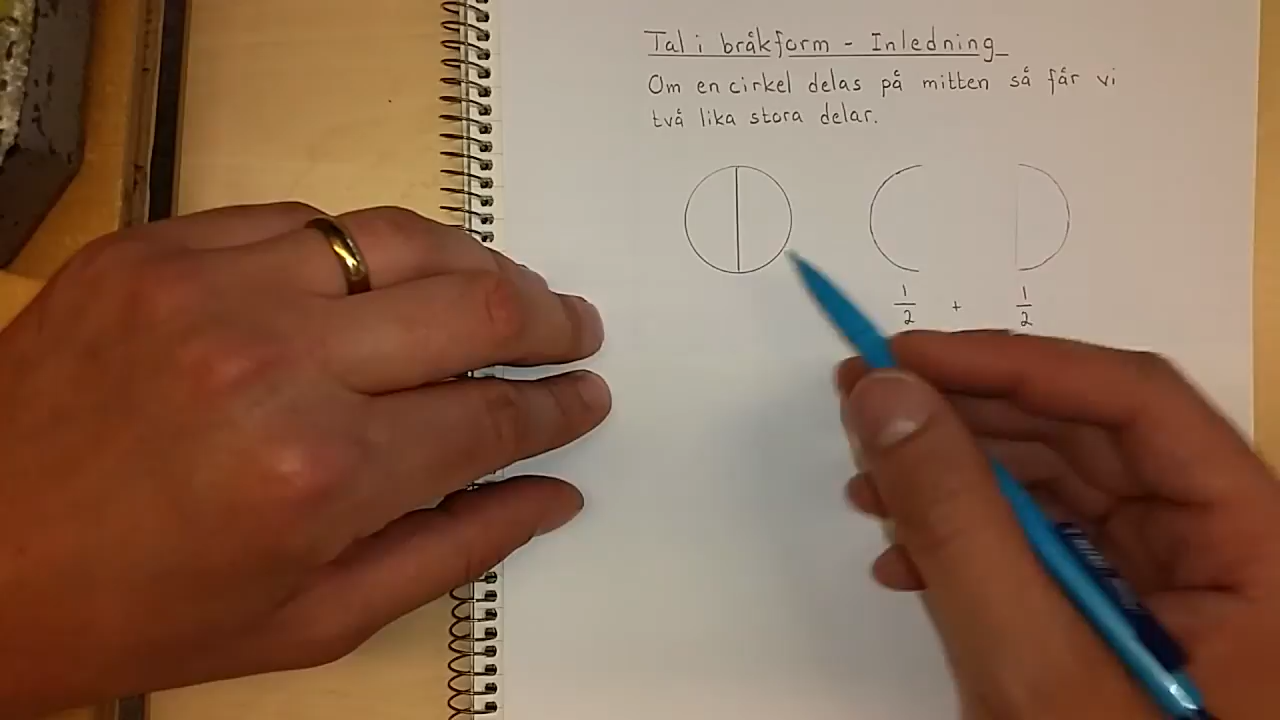 Tal i bråkform - Inledning
Om en cirkel delas på mitten så får vi
två lika stora delar.
1/2 + 1/2